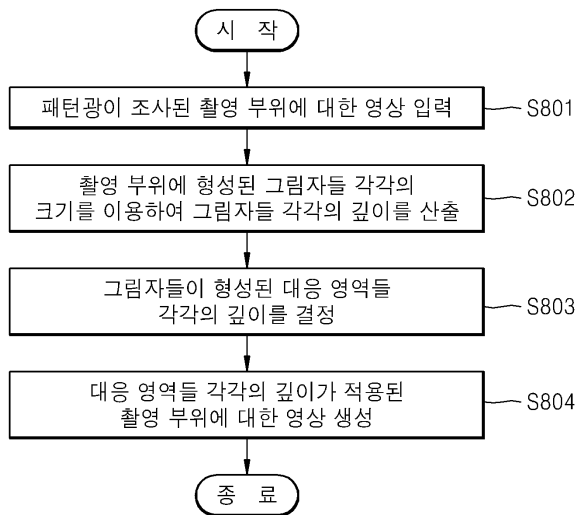 시 작
패턴광이 조사된 촬영 부위에 대한 영상 입력
S801
촬영 부위에 형성된 그림자들 각각의
크기를 이용하여 그림자들 각각의 깊이를 산출
S802
그림자들이 형성된 대응 영역들
각각의 깊이를 결정
S803
대응 영역들 각각의 깊이가 적용된
촬영 부위에 대한 영상 생성
S804
종 료